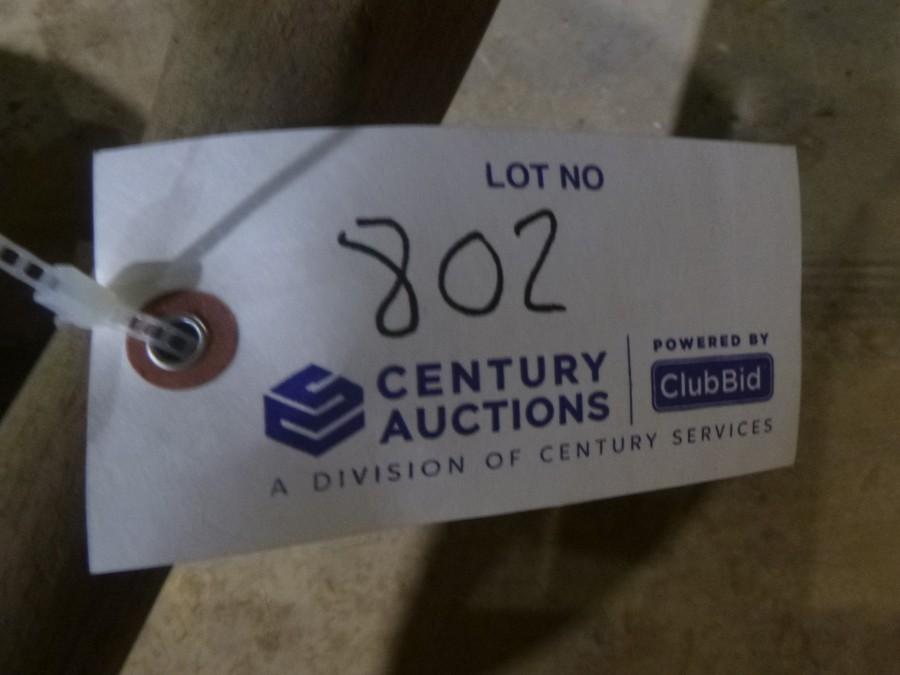 LOT NO
802
CENTURY AUCTIONS
POWERED BY
ClubBid
A DIVISION OF CENTURY SERVICES